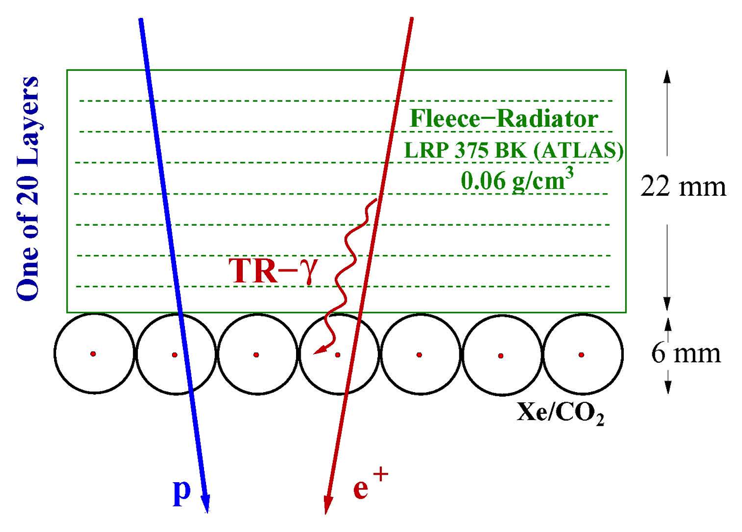 One of 20 Layers
Fleece−Radiator
LRP 375 BK (ATLAS)
0.06 g/cm³
22 mm
TR−γ
6 mm
Xe/CO₂
p
e⁺